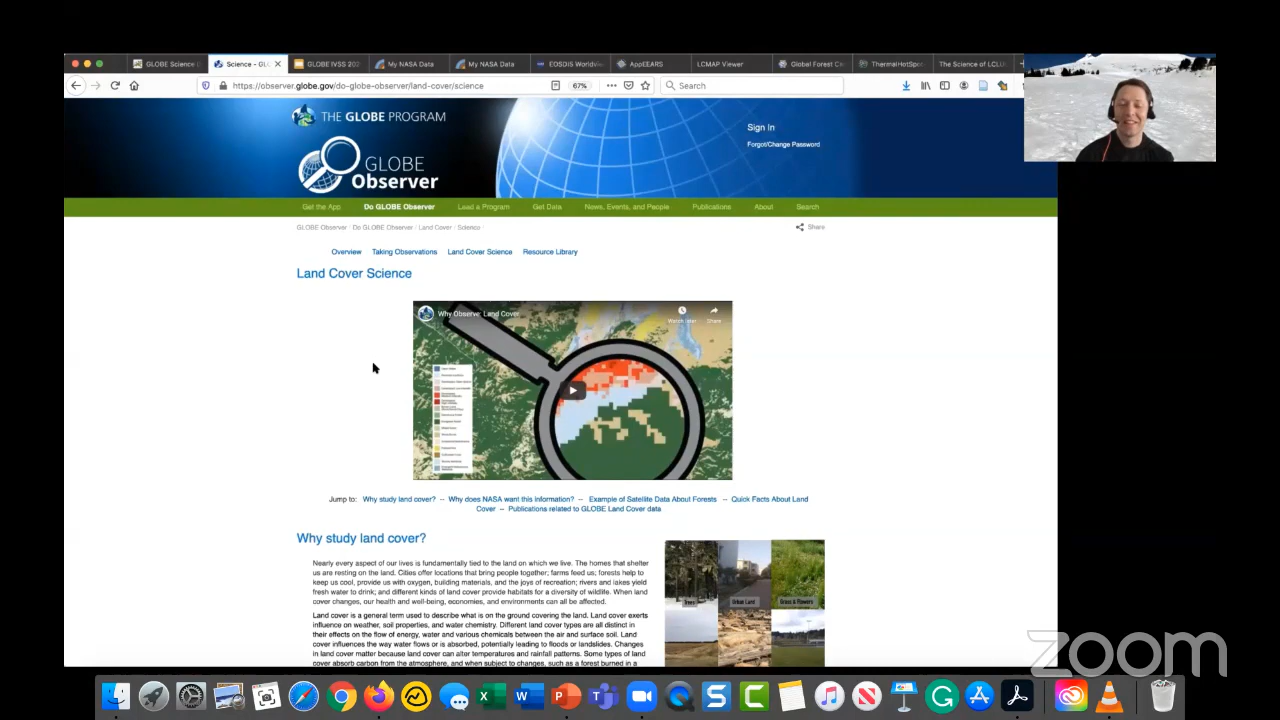 GLOBE Science
Science - GL
GLOBE IVSS 202
My NASA Data
My NASA Data
EOSDIS WorldVi
AppEEARS
LCMAP Viewer
Global Forest C
ThermalHotSpo
The Science of LCLU
https://observer.globe.gov/do-globe-observer/land-cover/science
67%
Search
THE GLOBE PROGRAM
GLOBE
Observer
Sign In
Forgot/Change Password
Get the App
Do GLOBE Observer
Lead a Program
Get Data
News, Events, and People
Publications
About
Search
GLOBE Observer / Do GLOBE Observer / Land Cover / Science /
Share
Overview
Taking Observations
Land Cover Science
Resource Library
Land Cover Science
Why Observe: Land Cover
Watch later
Share
Jump to: Why study land cover? -- Why does NASA want this information? -- Example of Satellite Data About Forests -- Quick Facts About Land
Cover -- Publications related to GLOBE Land Cover data
Why study land cover?
Nearly every aspect of our lives is fundamentally tied to the land on which we live. The homes that shelter
us are resting on the land. Cities offer locations that bring people together; farms feed us; forests help to
keep us cool, provide us with oxygen, building materials, and the joys of recreation; rivers and lakes yield
fresh water to drink; and different kinds of land cover provide habitats for a diversity of wildlife. When land
cover changes, our health and well-being, economies, and environments can all be affected.
Land cover is a general term used to describe what is on the ground covering the land. Land cover exerts
influence on weather, soil properties, and water chemistry. Different land cover types are all distinct in
their effects on the flow of energy, water and various chemicals between the air and surface soil. Land
cover influences the way water flows or is absorbed, potentially leading to floods or landslides. Changes
in land cover matter because land cover can alter temperatures and rainfall patterns. Some types of land
cover absorb carbon from the atmosphere, and when subject to changes, such as a forest burned in a
Trees
Urban Land
Grass & flowers
zoom